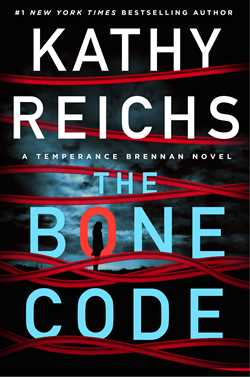 #1 NEW YORK TIMES BESTSELLING AUTHOR
KATHY
REICHS
A TEMPERANCE BRENNAN NOVEL
THE
BONE
CODE